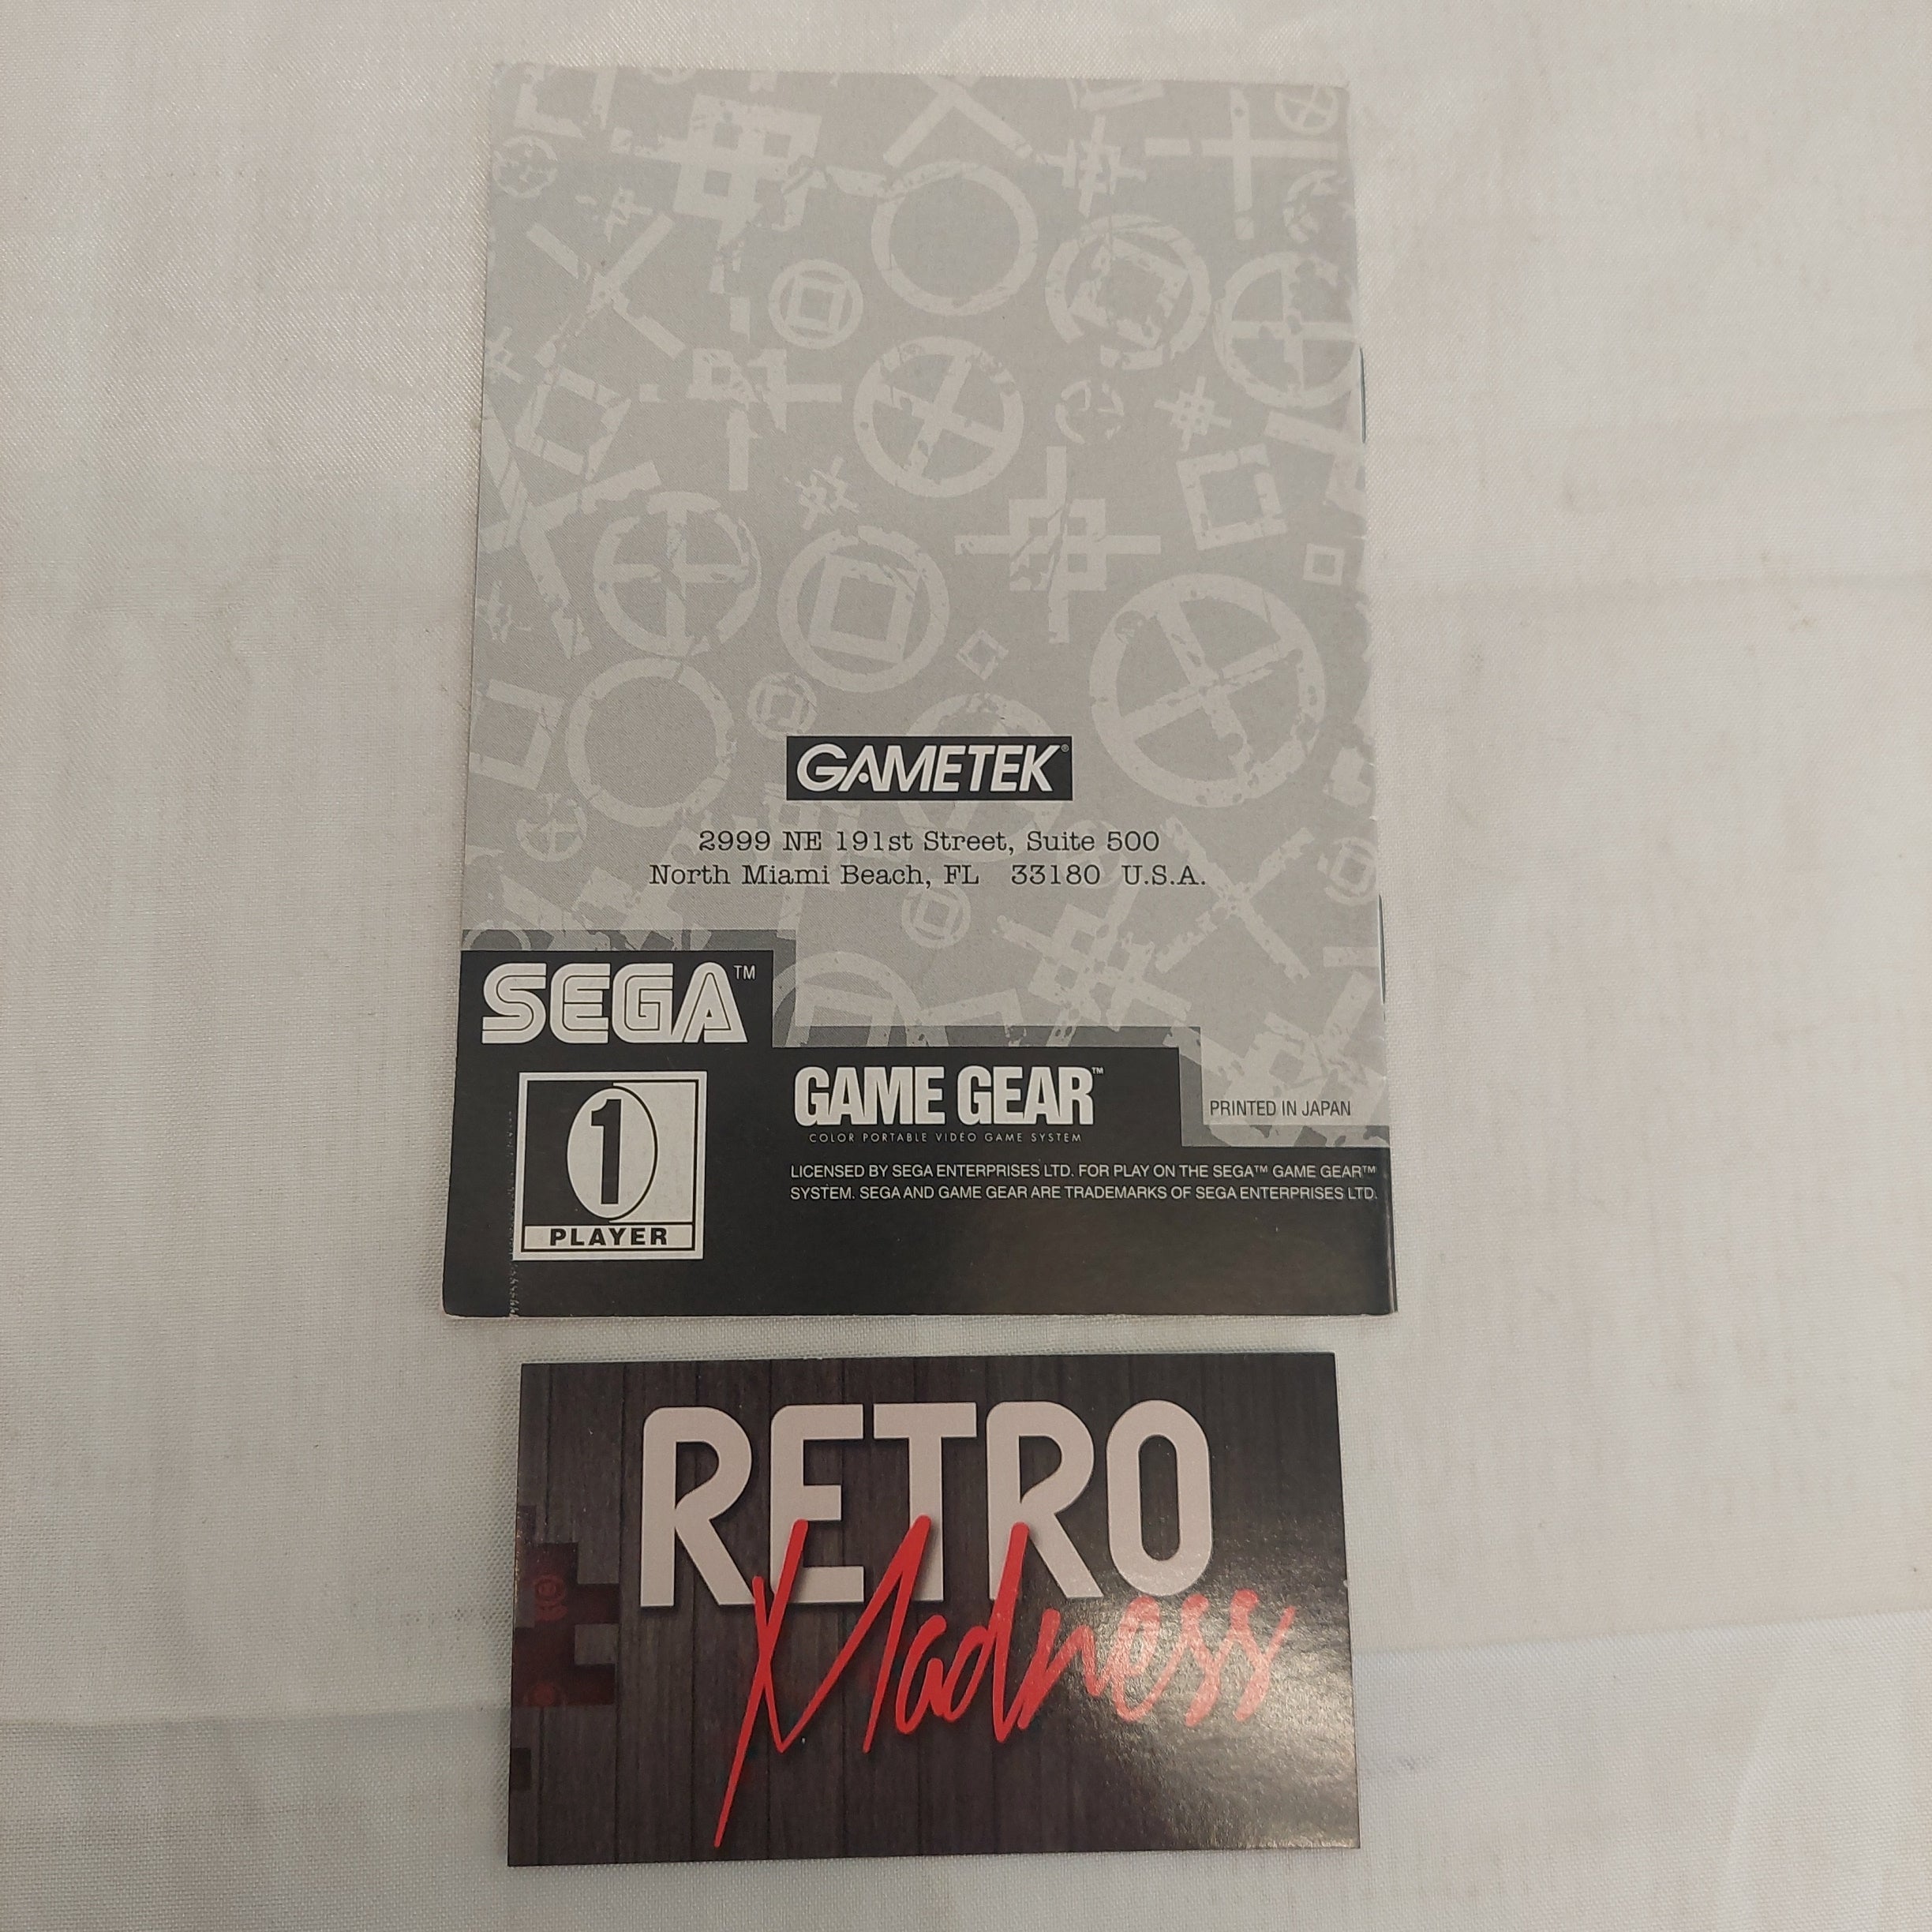 GAMETEK®
2999 NE 191st Street, Suite 500
North Miami Beach, FL 33180 U.S.A.
SEGA™
1
PLAYER
GAME GEAR™
COLOR PORTABLE VIDEO GAME SYSTEM
PRINTED IN JAPAN
LICENSED BY SEGA ENTERPRISES LTD. FOR PLAY ON THE SEGA™ GAME GEAR™
SYSTEM. SEGA AND GAME GEAR ARE TRADEMARKS OF SEGA ENTERPRISES LTD.
RETRO
Madness